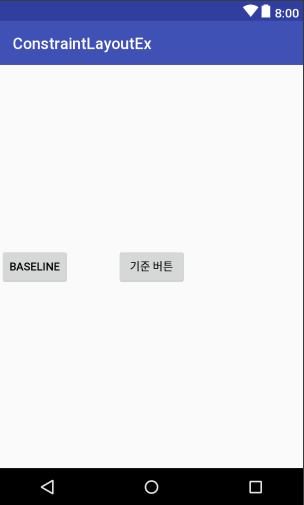 8:00
ConstraintLayoutEx
BASELINE
기준 버튼